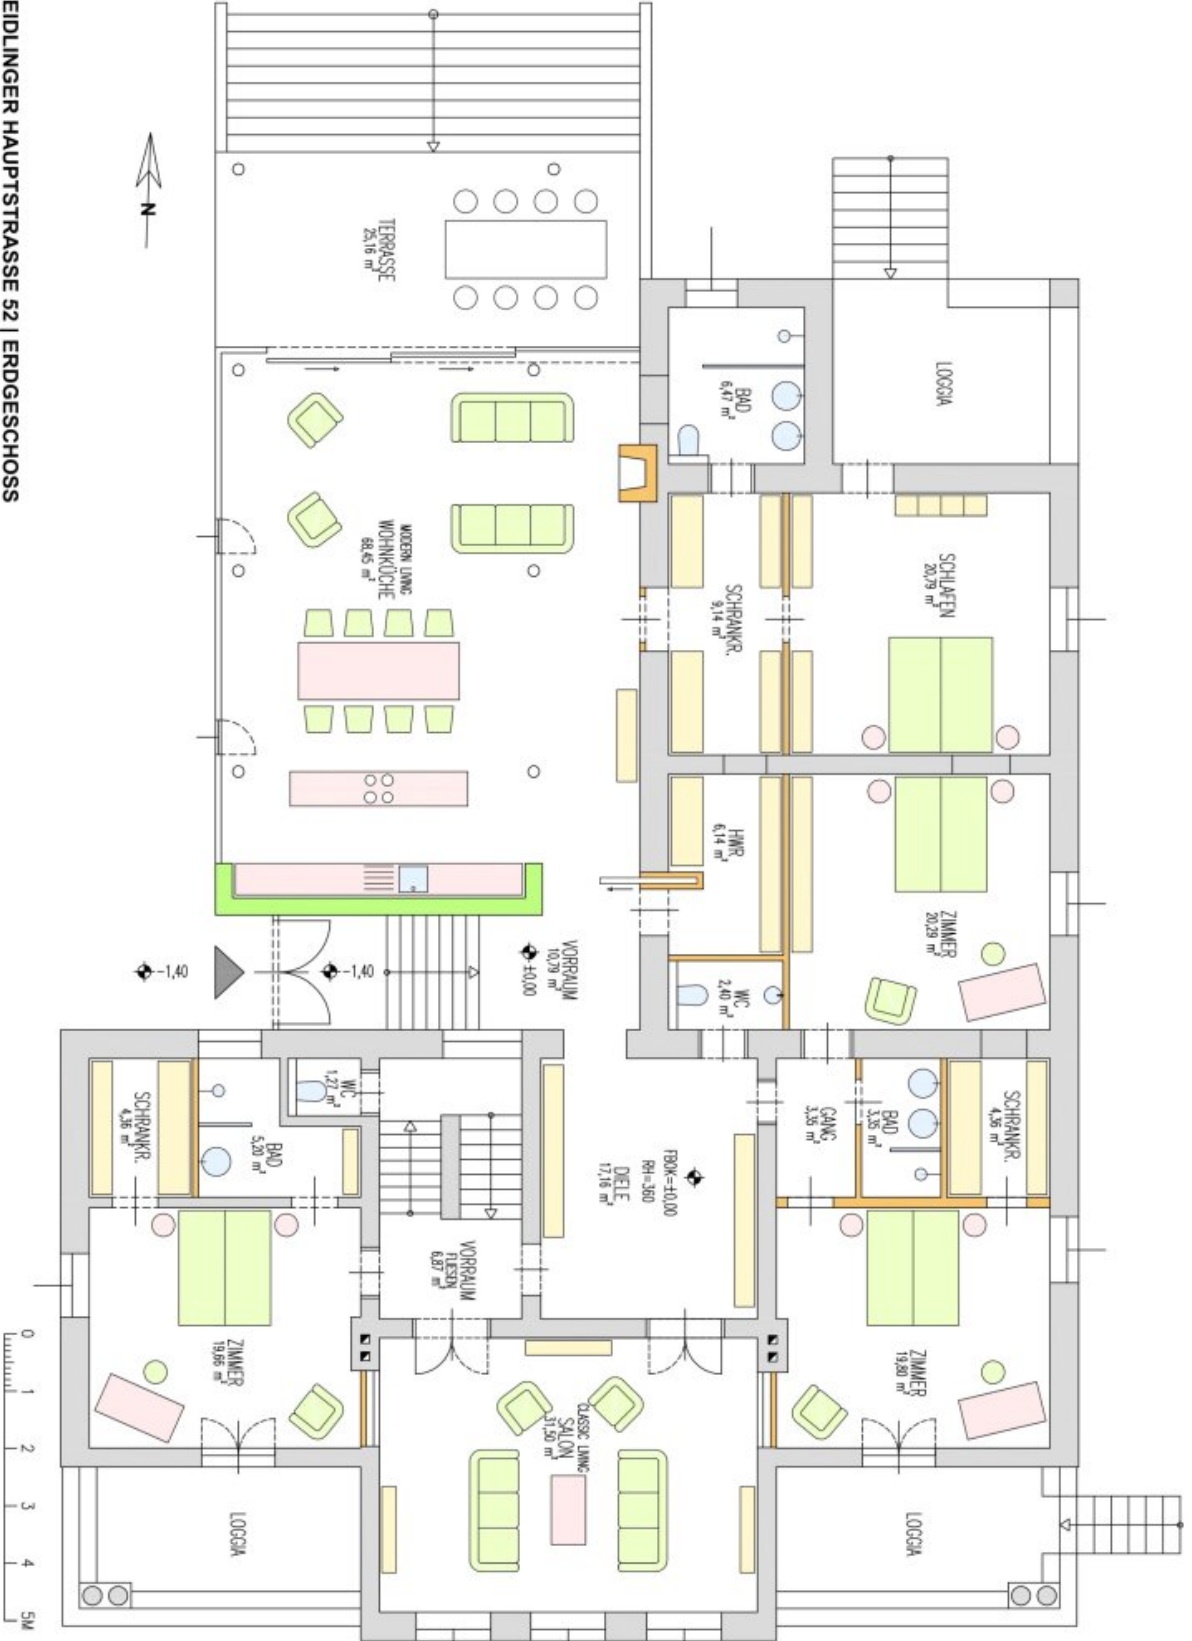 EIDLINGER HAUPTSTRASSE 52 | ERDGESCHOSS
N
TERRASSE
25,16 m²
LOGGIA
BAD
6,47 m²
MODERN LIVING
WOHNKÜCHE
68,45 m²
SCHRANKR.
9,14 m²
SCHLAFEN
20,79 m²
HWR
6,14 m²
ZIMMER
20,29 m²
WC
2,40 m²
VORRAUM
10,79 m²
±0,00
-1,40
-1,40
SCHRANKR.
4,36 m²
BAD
5,20 m²
WC
1,27 m²
VORRAUM
FLIESEN
6,87 m²
FBOK=±0,00
RH=360
DIELE
17,16 m²
GANG
3,35 m²
BAD
3,35 m²
SCHRANKR.
4,36 m²
ZIMMER
19,66 m²
CLASSIC LIVING
SALON
31,50 m²
ZIMMER
19,80 m²
LOGGIA
LOGGIA
0 1 2 3 4 5M